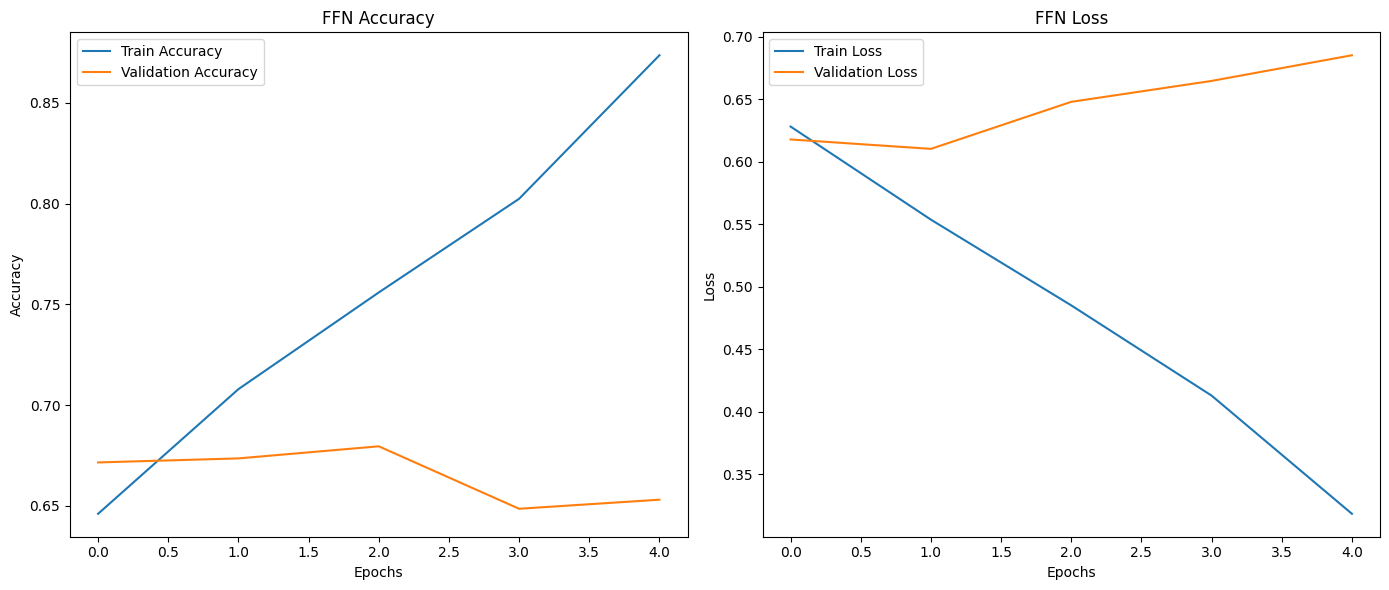 FFN Accuracy
Train Accuracy
Validation Accuracy
0.85
0.80
0.75
0.70
0.65
Accuracy
0.0 0.5 1.0 1.5 2.0 2.5 3.0 3.5 4.0
Epochs
FFN Loss
Train Loss
Validation Loss
0.70
0.65
0.60
0.55
0.50
0.45
0.40
0.35
Loss
0.0 0.5 1.0 1.5 2.0 2.5 3.0 3.5 4.0
Epochs